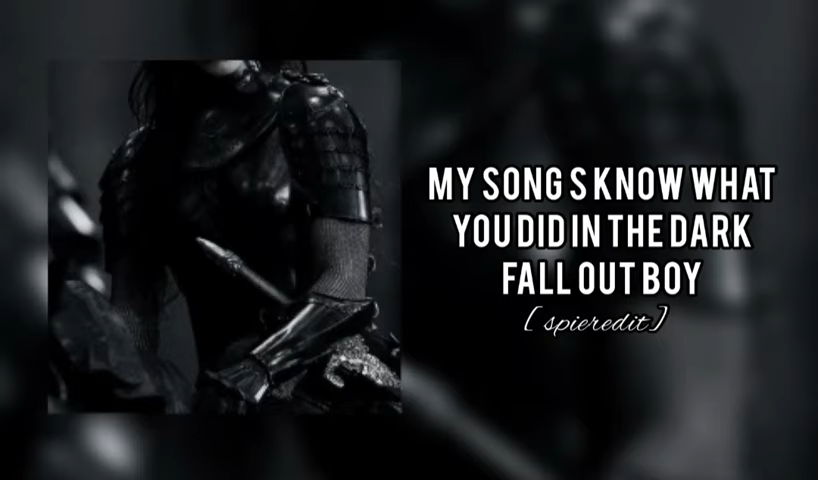 MY SONG S KNOW WHAT
YOU DID IN THE DARK
FALL OUT BOY
[ spieredit ]